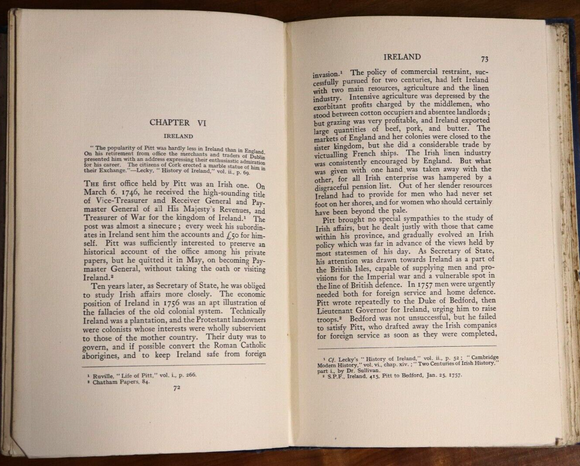 CHAPTER VI
IRELAND
" The popularity of Pitt was hardly less in Ireland than in England.
On his retirement from office the merchants and traders of Dublin
presented him with an address expressing their enthusiastic admiration
for his career. The citizens of Cork erected a marble statue of him in
their Exchange."—Lecky, " History of Ireland," vol. ii., p. 69.
THE first office held by Pitt was an Irish one. On
March 6, 1746, he received the high-sounding title
of Vice-Treasurer and Receiver General and Pay-
master General of all His Majesty's Revenues, and
Treasurer of War for the kingdom of Ireland.¹ The
post was almost a sinecure ; every week his subordin-
ates in Ireland sent him the accounts and £50 for him-
self. Pitt was sufficiently interested to preserve an
historical account of the office among his private
papers, but he quitted it in May, on becoming Pay-
master General, without taking the oath or visiting
Ireland.²
Ten years later, as Secretary of State, he was obliged
to study Irish affairs more closely. The economic
position of Ireland in 1756 was an apt illustration of
the fallacies of the old colonial system. Technically
Ireland was a plantation, and the Protestant landowners
were colonists whose interests were wholly subservient
to those of the mother country. Their duty was to
govern, and if possible convert the Roman Catholic
aborigines, and to keep Ireland safe from foreign
¹ Ruville, " Life of Pitt," vol. i., p. 266.
² Chatham Papers, 84.
72
IRELAND 73
invasion.¹ The policy of commercial restraint, suc-
cessfully pursued for two centuries, had left Ireland
with two main resources, agriculture and the linen
industry. Intensive agriculture was depressed by the
exorbitant profits charged by the middlemen, who
stood between cotton occupiers and absentee landlords ;
but grazing was very profitable, and Ireland exported
large quantities of beef, pork, and butter. The
markets of England and her colonies were closed to the
sister kingdom, but she did a considerable trade by
victualling French ships. The Irish linen industry
was consistently encouraged by England. But what
was given with one hand was taken away with the
other, for all Irish enterprise was hampered by a
disgraceful pension list. Out of her slender resources
Ireland had to provide for men who had never set
foot on her shores, and for women who should certainly
have been beyond the pale.
Pitt brought no special sympathies to the study of
Irish affairs, but he dealt justly with those that came
within his province, and gradually evolved an Irish
policy which was far in advance of the views held by
most statesmen of his day. As Secretary of State,
his attention was drawn towards Ireland as a part of
the British Isles, capable of supplying men and pro-
visions for the Imperial war and a vulnerable spot in
the line of British defence. In 1757 men were urgently
needed both for foreign service and home defence.
Pitt wrote repeatedly to the Duke of Bedford, then
Lieutenant Governor for Ireland, urging him to raise
troops.² Bedford was not unsuccessful, but he failed
to satisfy Pitt, who drafted away the Irish companies
for foreign service as soon as they were completed,
¹ Cf. Lecky's " History of Ireland," vol. ii., p. 52 ; " Cambridge
Modern History," vol. vi., chap. xiv. ; " Two Centuries of Irish History,"
part i., by Dr. Sullivan.
² S.P.F., Ireland, 415, Pitt to Bedford, Jan. 23, 1757.